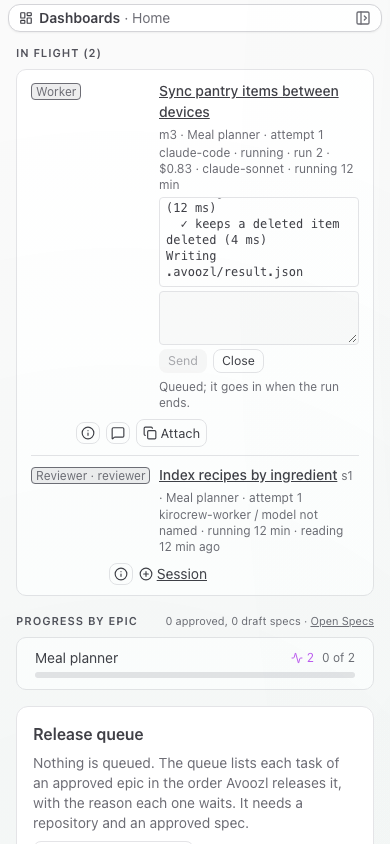 Dashboards · Home
IN FLIGHT (2)
Worker
Sync pantry items between
devices
m3 · Meal planner · attempt 1
claude-code · running · run 2 ·
$0.83 · claude-sonnet · running 12
min
(12 ms)
✓ keeps a deleted item
deleted (4 ms)
Writing
.avoozl/result.json
Send
Close
Queued; it goes in when the run
ends.
Attach
Reviewer · reviewer
Index recipes by ingredient s1
· Meal planner · attempt 1
kirocrew-worker / model not
named · running 12 min · reading
12 min ago
Session
PROGRESS BY EPIC
0 approved, 0 draft specs · Open Specs
Meal planner
2
0 of 2
Release queue
Nothing is queued. The queue lists each task of
an approved epic in the order Avoozl releases it,
with the reason each one waits. It needs a
repository and an approved spec.